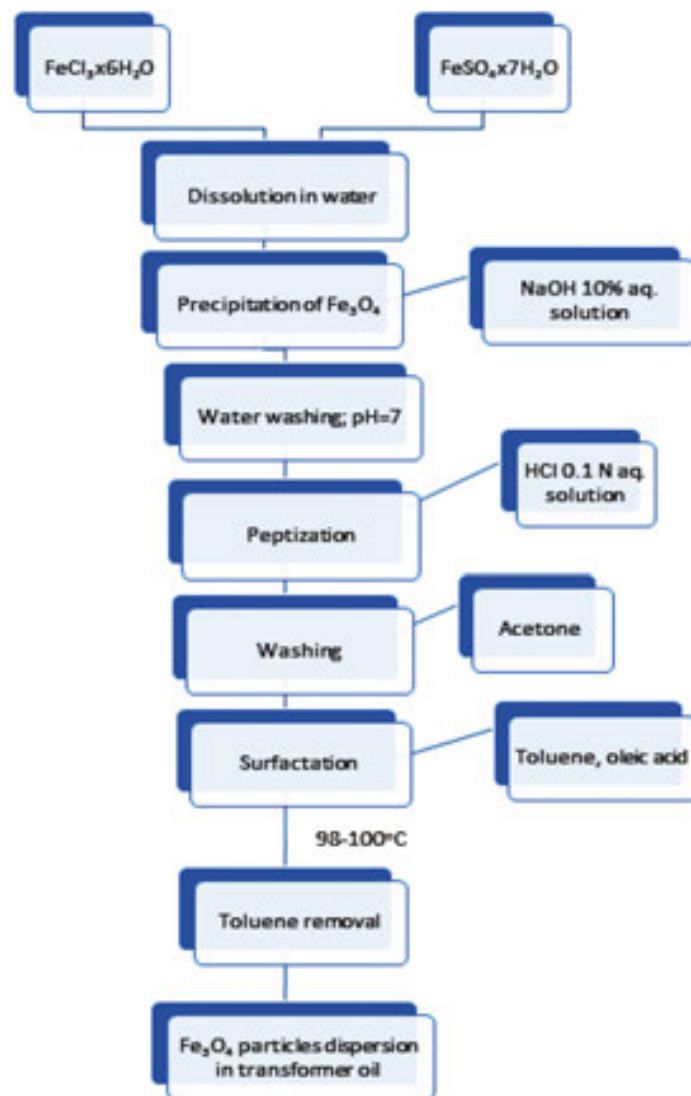 FeCl₃x6H₂O
FeSO₄x7H₂O
Dissolution in water
Precipitation of Fe₃O₄
NaOH 10% aq.
solution
Water washing; pH=7
HCl 0.1 N aq.
solution
Peptization
Washing
Acetone
Surfactation
Toluene, oleic acid
98-100ºC
Toluene removal
Fe₃O₄ particles dispersion
in transformer oil